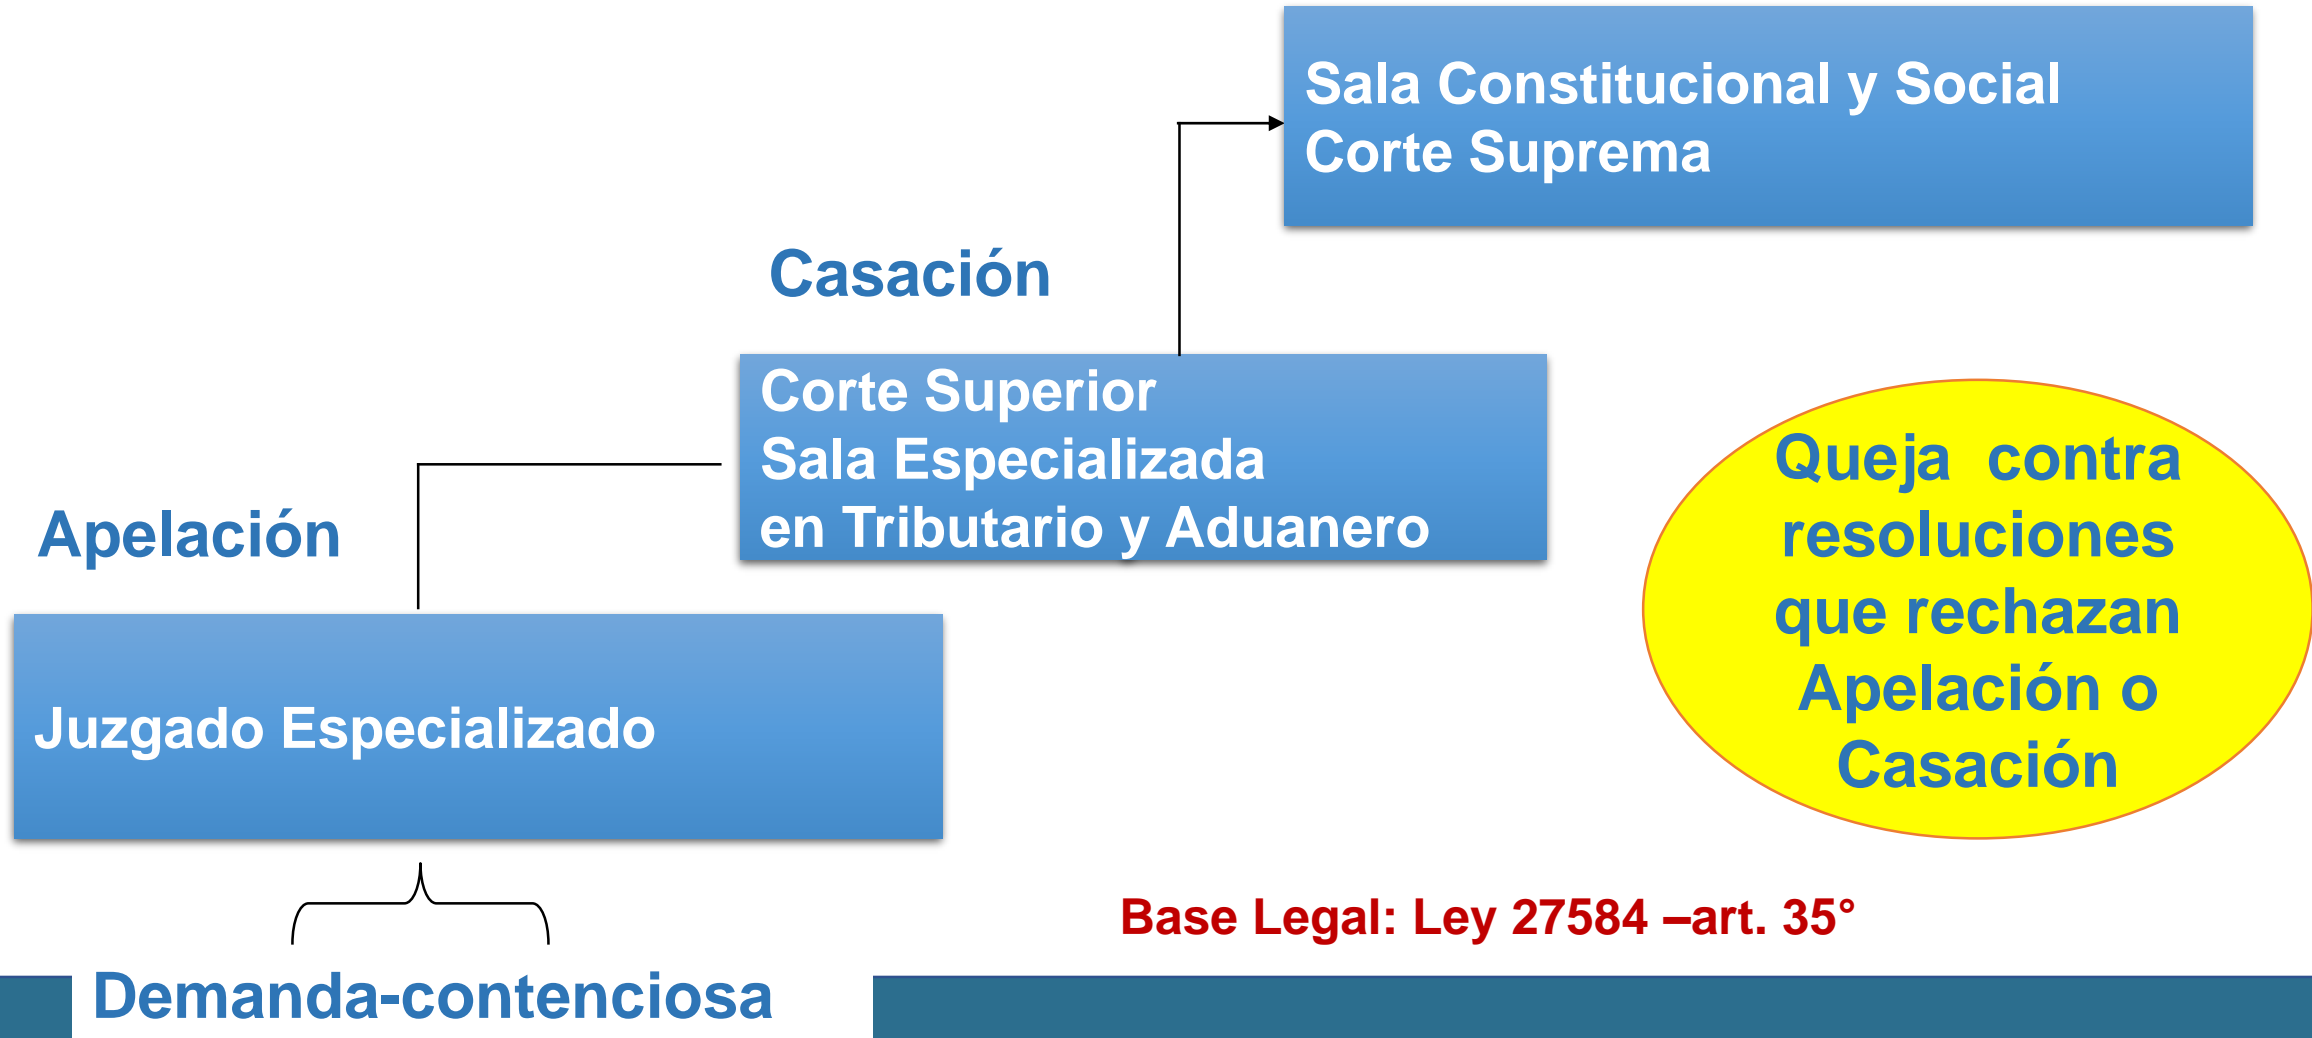 Sala Constitucional y Social
Corte Suprema
Casación
Corte Superior
Sala Especializada
en Tributario y Aduanero
Apelación
Juzgado Especializado
Queja contra
resoluciones
que rechazan
Apelación o
Casación
Base Legal: Ley 27584 –art. 35°
Demanda-contenciosa